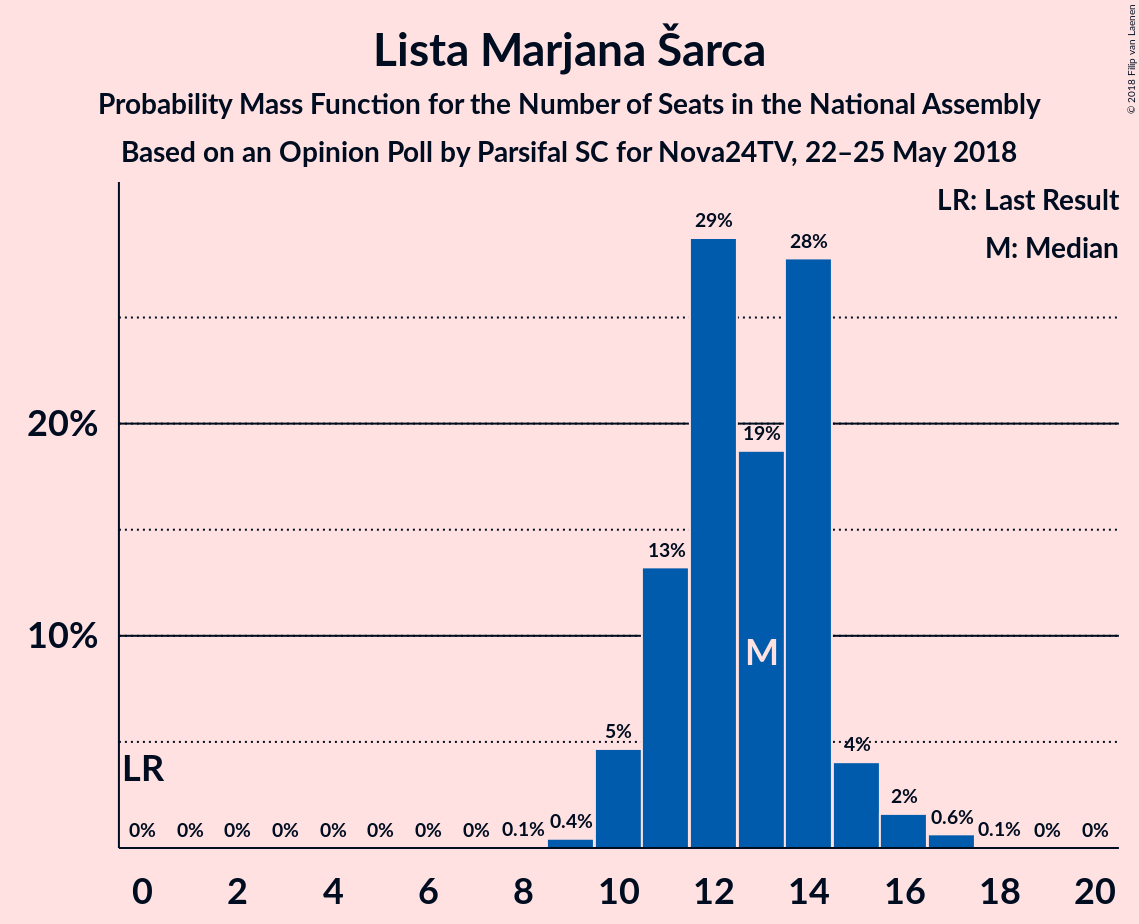 Lista Marjana Šarca
Probability Mass Function for the Number of Seats in the National Assembly
Based on an Opinion Poll by Parsifal SC for Nova24TV, 22–25 May 2018
© 2018 Filip van Laenen
LR: Last Result
M: Median
20%
10%
LR
M
0% 0% 0% 0% 0% 0% 0% 0% 0.1% 0.4% 5% 13% 29% 19% 28% 4% 2% 0.6% 0.1% 0% 0%
0 2 4 6 8 10 12 14 16 18 20